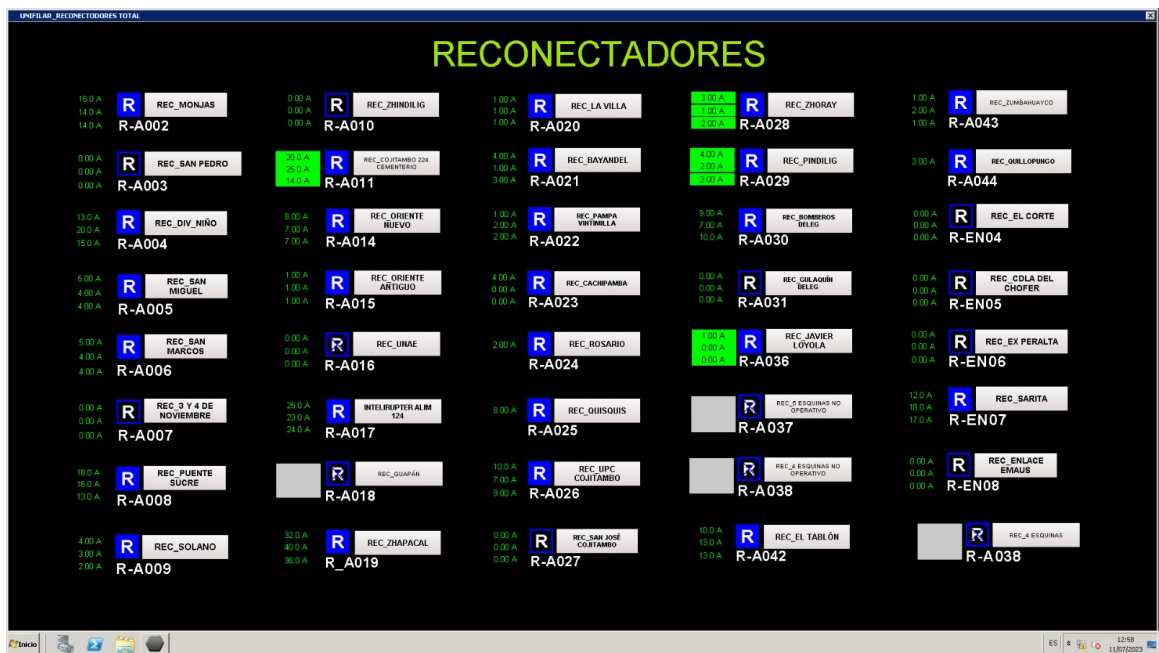 UNIFILAR_RECONECTODORES TOTAL
RECONECTADORES
16.0 A
14.0 A
14.0 A
R
REC_MONJAS
R-A002
0.00 A
0.00 A
0.00 A
R
REC_SAN PEDRO
R-A003
13.0 A
20.0 A
15.0 A
R
REC_DIV_NIÑO
R-A004
5.00 A
4.00 A
4.00 A
R
REC_SAN
MIGUEL
R-A005
5.00 A
4.00 A
4.00 A
R
REC_SAN
MARCOS
R-A006
0.00 A
0.00 A
0.00 A
R
REC_3 Y 4 DE
NOVIEMBRE
R-A007
18.0 A
16.0 A
13.0 A
R
REC_PUENTE
SUCRE
R-A008
4.00 A
3.00 A
2.00 A
R
REC_SOLANO
R-A009
0.00 A
0.00 A
0.00 A
R
REC_ZHINDILIG
R-A010
20.0 A
25.0 A
14.0 A
R
REC_COJITAMBO 224
CEMENTERIO
R-A011
8.00 A
7.00 A
7.00 A
R
REC_ORIENTE
NUEVO
R-A014
1.00 A
1.00 A
1.00 A
R
REC_ORIENTE
ANTIGUO
R-A015
0.00 A
0.00 A
0.00 A
R
REC_UNAE
R-A016
25.0 A
23.0 A
24.0 A
R
INTELIRUPTER ALIM
124
R-A017
R
REC_GUAPÁN
R-A018
32.0 A
40.0 A
36.0 A
R
REC_ZHAPACAL
R_A019
1.00 A
1.00 A
1.00 A
R
REC_LA VILLA
R-A020
4.00 A
1.00 A
3.00 A
R
REC_BAYANDEL
R-A021
1.00 A
2.00 A
2.00 A
R
REC_PAMPA
VINTIMILLA
R-A022
4.00 A
0.00 A
0.00 A
R
REC_CACHIPAMBA
R-A023
2.00 A
R
REC_ROSARIO
R-A024
8.00 A
R
REC_QUISQUIS
R-A025
10.0 A
7.00 A
9.00 A
R
REC_UPC
COJITAMBO
R-A026
0.00 A
0.00 A
0.00 A
R
REC_SAN JOSÉ
COJITAMBO
R-A027
3.00 A
1.00 A
2.00 A
R
REC_ZHORAY
R-A028
4.00 A
2.00 A
3.00 A
R
REC_PINDILIG
R-A029
9.00 A
7.00 A
10.0 A
R
REC_BOMBEROS
DELEG
R-A030
0.00 A
0.00 A
0.00 A
R
REC_GULAQUÍN
DELEG
R-A031
1.00 A
0.00 A
0.00 A
R
REC_JAVIER
LOYOLA
R-A036
R
REC_5 ESQUINAS NO
OPERATIVO
R-A037
R
REC_4 ESQUINAS NO
OPERATIVO
R-A038
10.0 A
13.0 A
13.0 A
R
REC_EL TABLÓN
R-A042
1.00 A
2.00 A
1.00 A
R
REC_ZUMBAHUAYCO
R-A043
3.00 A
R
REC_QUILLOPUNGO
R-A044
0.00 A
0.00 A
0.00 A
R
REC_EL CORTE
R-EN04
0.00 A
0.00 A
0.00 A
R
REC_CDLA DEL
CHOFER
R-EN05
0.00 A
0.00 A
0.00 A
R
REC_EX PERALTA
R-EN06
12.0 A
18.0 A
17.0 A
R
REC_SARITA
R-EN07
0.00 A
0.00 A
0.00 A
R
REC_ENLACE
EMAUS
R-EN08
R
REC_4 ESQUINAS
R-A038
Inicio
ES
12:58
11/07/2023